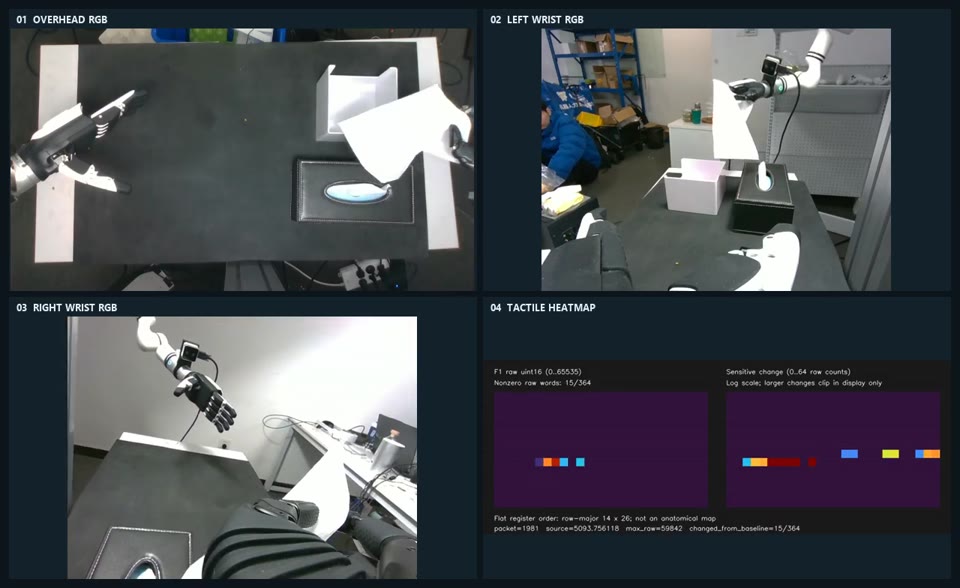 01 OVERHEAD RGB
02 LEFT WRIST RGB
03 RIGHT WRIST RGB
04 TACTILE HEATMAP
F1 raw uint16 (0..65535)
Nonzero raw words: 15/364
Sensitive change (0..64 raw counts)
Log scale; larger changes clip in display only
Flat register order: row-major 14 x 26; not an anatomical map
packet=1981 source=5093.756118 max_raw=59842 changed_from_baseline=15/364